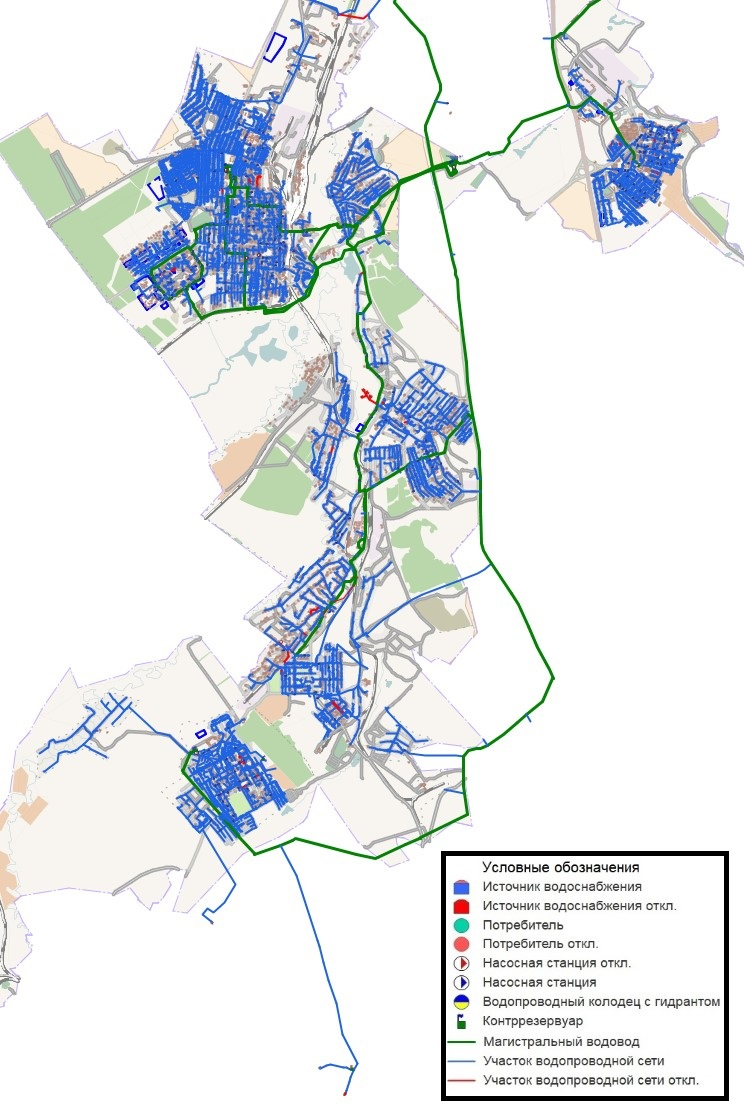 Условные обозначения
Источник водоснабжения
Источник водоснабжения откл.
Потребитель
Потребитель откл.
Насосная станция откл.
Насосная станция
Водопроводный колодец с гидрантом
Контррезервуар
Магистральный водовод
Участок водопроводной сети
Участок водопроводной сети откл.